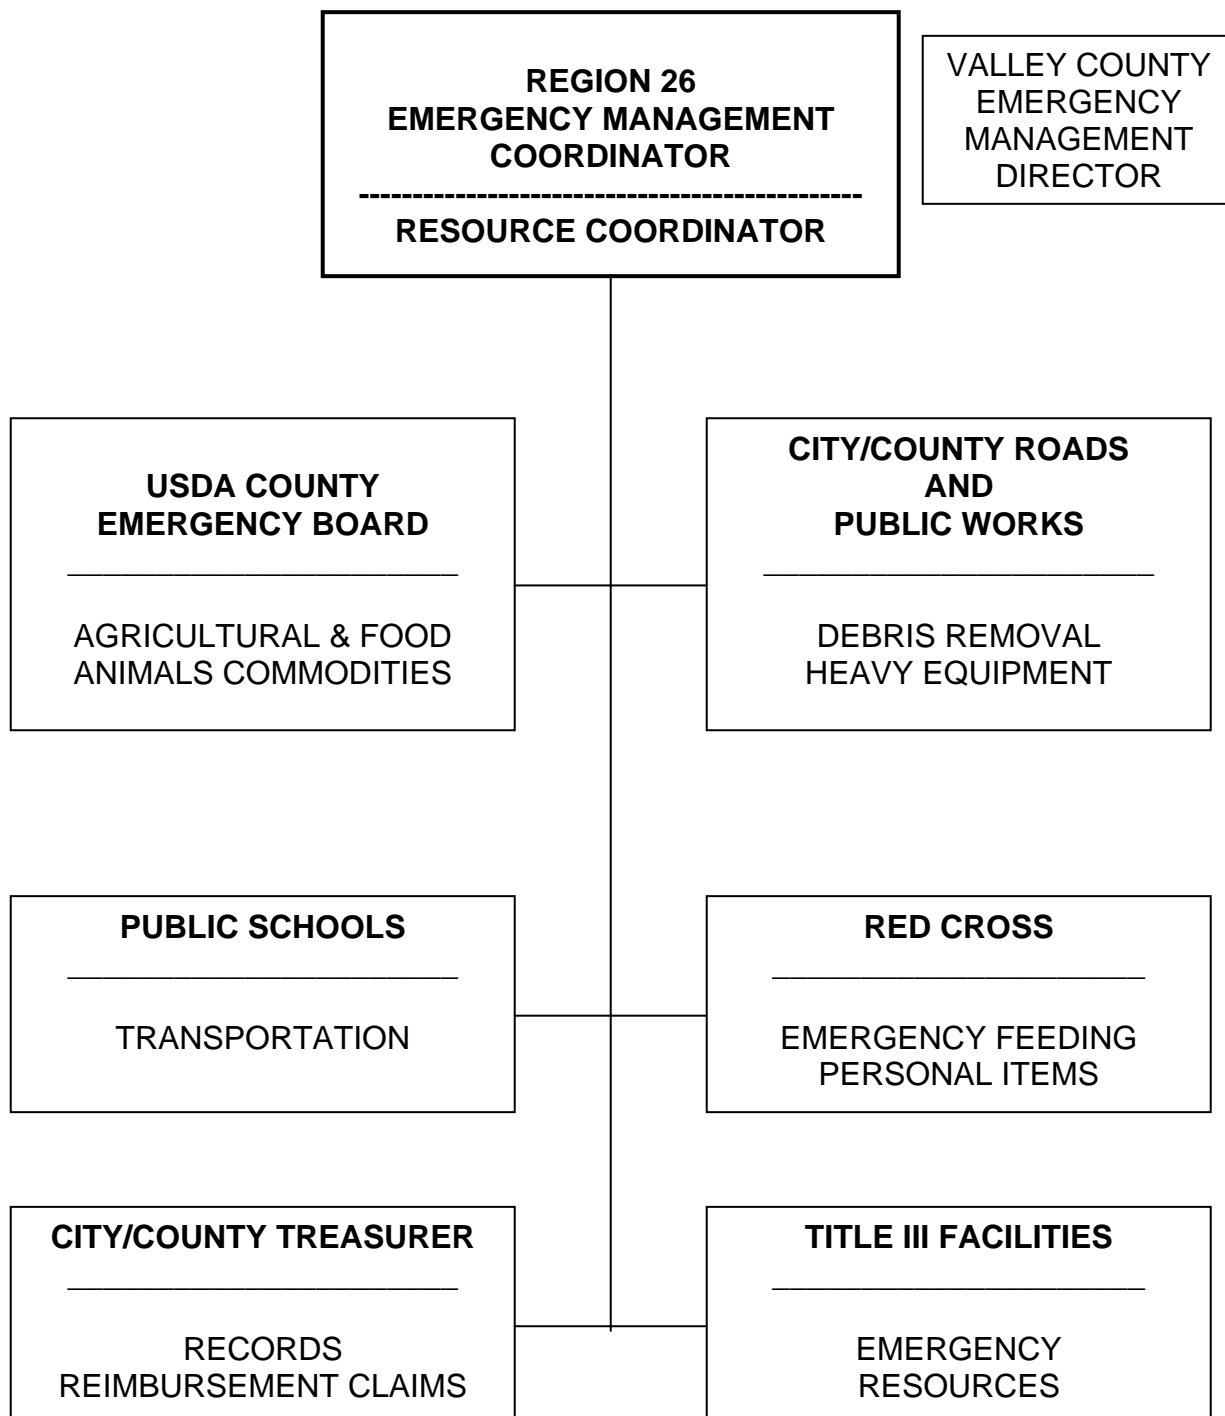 REGION 26
EMERGENCY MANAGEMENT
COORDINATOR
-----------------------------------------------
RESOURCE COORDINATOR
VALLEY COUNTY
EMERGENCY
MANAGEMENT
DIRECTOR
USDA COUNTY
EMERGENCY BOARD
AGRICULTURAL & FOOD
ANIMALS COMMODITIES
CITY/COUNTY ROADS
AND
PUBLIC WORKS
DEBRIS REMOVAL
HEAVY EQUIPMENT
PUBLIC SCHOOLS
TRANSPORTATION
RED CROSS
EMERGENCY FEEDING
PERSONAL ITEMS
CITY/COUNTY TREASURER
RECORDS
REIMBURSEMENT CLAIMS
TITLE III FACILITIES
EMERGENCY
RESOURCES